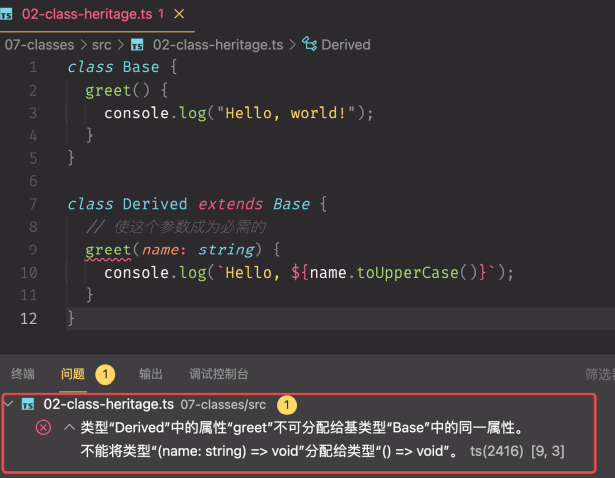 TS 02-class-heritage.ts 1 ×
07-classes > src > TS 02-class-heritage.ts > Derived
1 class Base {
2 greet() {
3 console.log("Hello, world!");
4 }
5 }
6
7 class Derived extends Base {
8 // 使这个参数成为必需的
9 greet(name: string) {
10 console.log(`Hello, ${name.toUpperCase()}`);
11 }
12 }
终端 问题 1 输出 调试控制台 筛选
TS 02-class-heritage.ts 07-classes/src 1
类型“Derived”中的属性“greet”不可分配给基类型“Base”中的同一属性。
不能将类型“(name: string) => void”分配给类型“() => void”。 ts(2416) [9, 3]